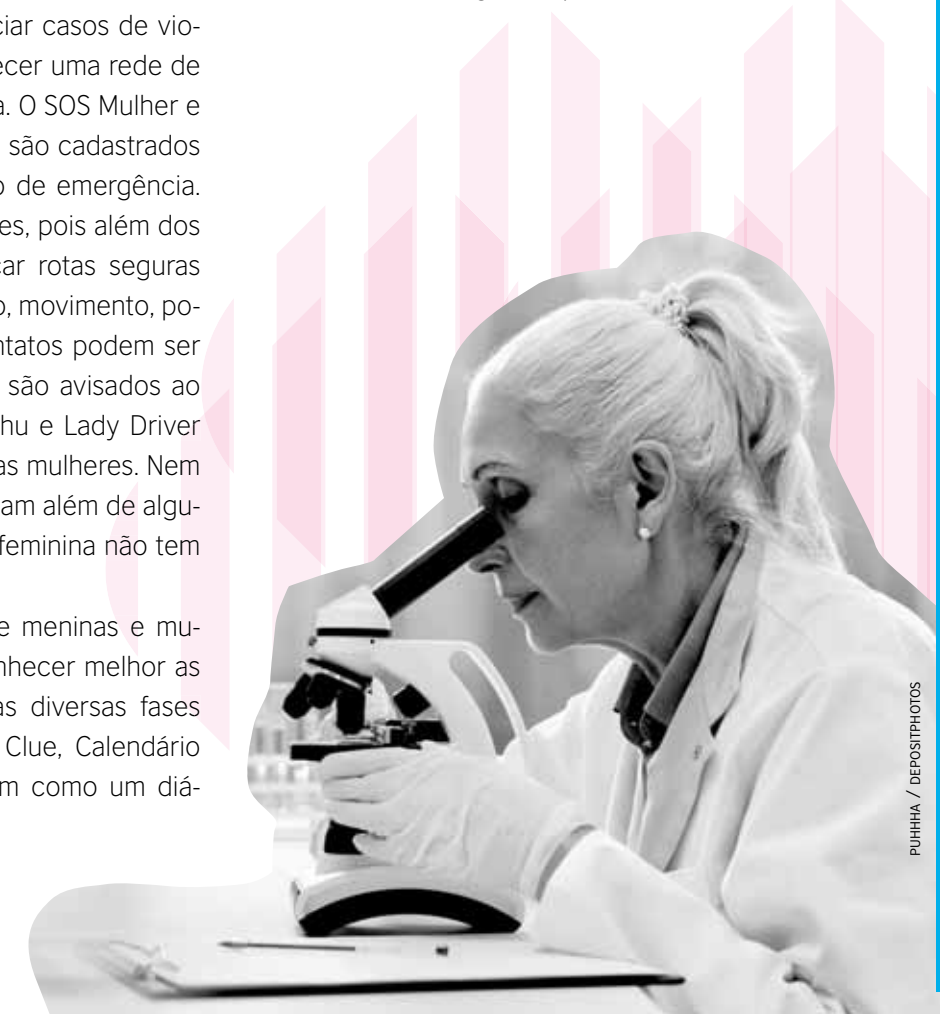 ciar casos de vio-
ecer uma rede de
a. O SOS Mulher e
são cadastrados
o de emergência.
es, pois além dos
car rotas seguras
o, movimento, po-
ntatos podem ser
são avisados ao
hu e Lady Driver
as mulheres. Nem
am além de algu-
feminina não tem
e meninas e mu-
nhecer melhor as
as diversas fases
Clue, Calendário
m como um diá-
PUHHHA / DEPOSITPHOTOS